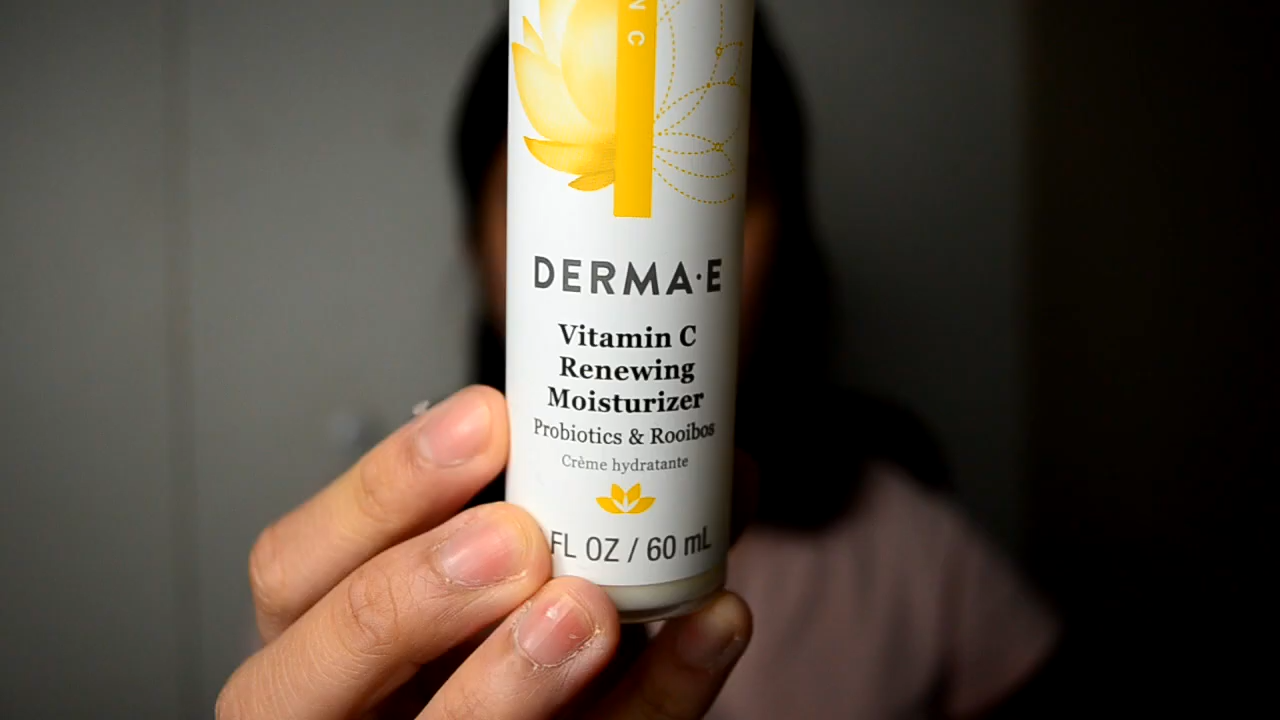 N C
DERMA·E
Vitamin C
Renewing
Moisturizer
Probiotics & Rooibos
Crème hydratante
FL OZ / 60 mL